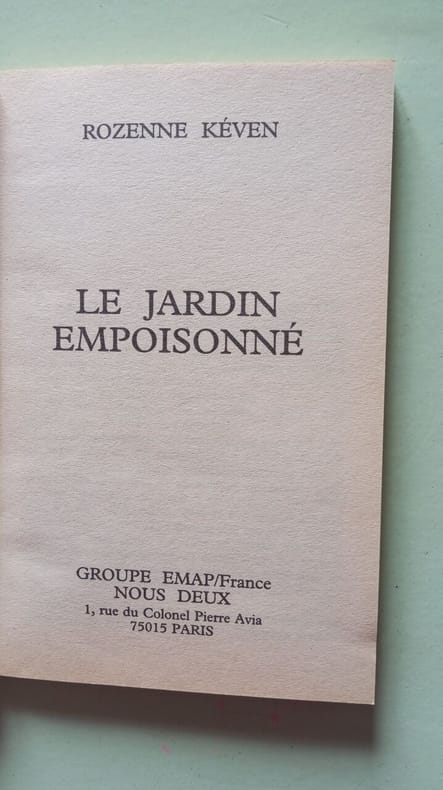 ROZENNE KÉVEN
LE JARDIN
EMPOISONNÉ
GROUPE EMAP/France
NOUS DEUX
1, rue du Colonel Pierre Avia
75015 PARIS